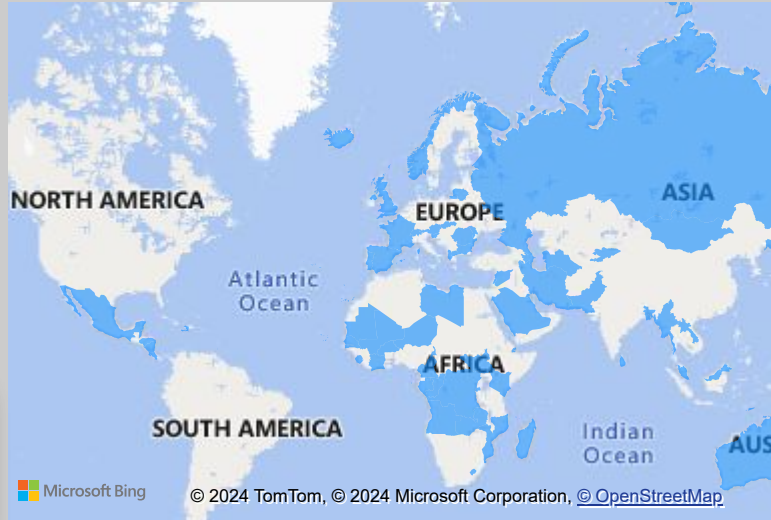 NORTH AMERICA
ASIA
EUROPE
Atlantic
Ocean
AFRICA
SOUTH AMERICA
Indian
Ocean
AUS
Microsoft Bing
© 2024 TomTom, © 2024 Microsoft Corporation, © OpenStreetMap